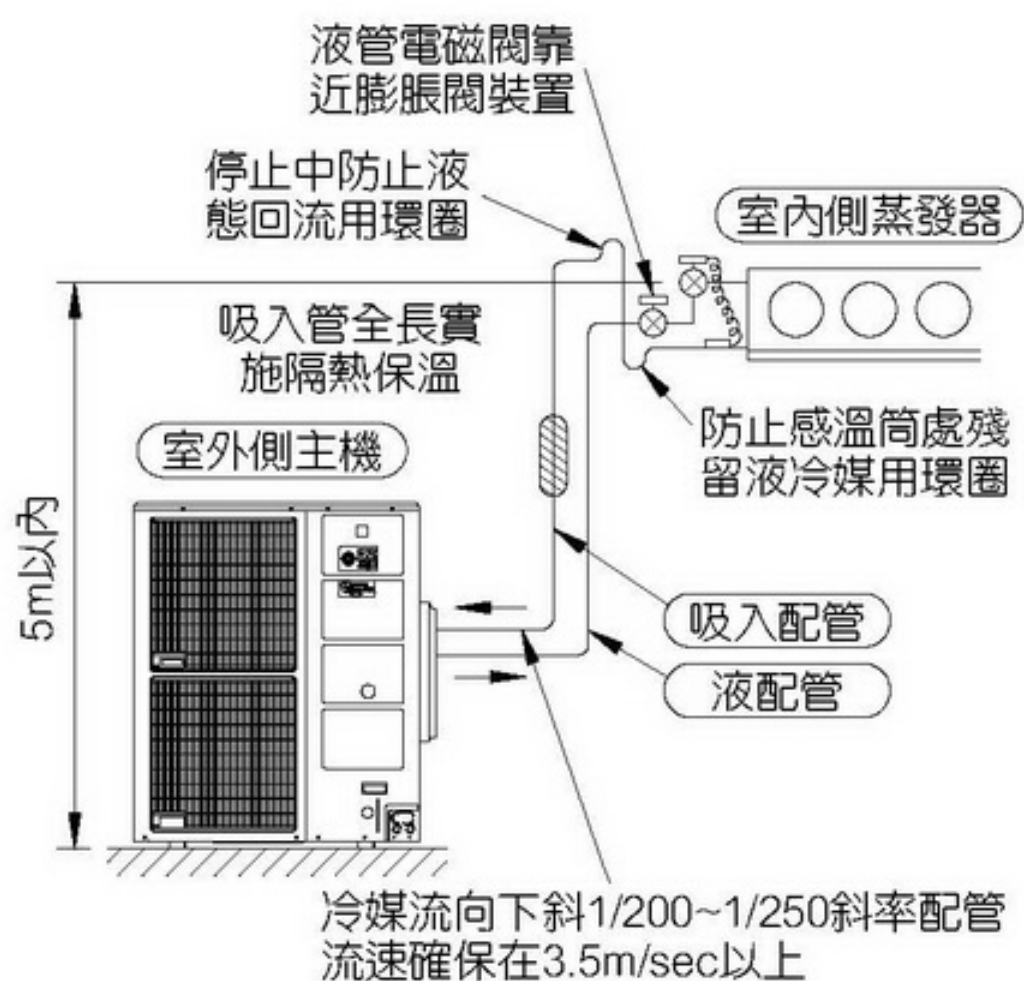 液管電磁閥靠
近膨脹閥裝置
停止中防止液
態回流用環圈
室內側蒸發器
吸入管全長實
施隔熱保溫
防止感溫筒處殘
留液冷媒用環圈
室外側主機
5m以內
吸入配管
液配管
冷媒流向下斜1/200~1/250斜率配管
流速確保在3.5m/sec以上